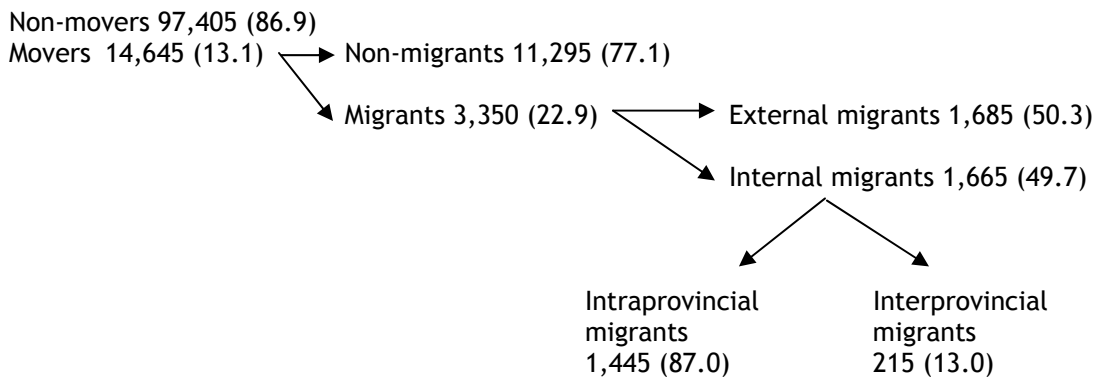 Non-movers 97,405 (86.9)
Movers 14,645 (13.1)
Non-migrants 11,295 (77.1)
Migrants 3,350 (22.9)
External migrants 1,685 (50.3)
Internal migrants 1,665 (49.7)
Intraprovincial
migrants
1,445 (87.0)
Interprovincial
migrants
215 (13.0)